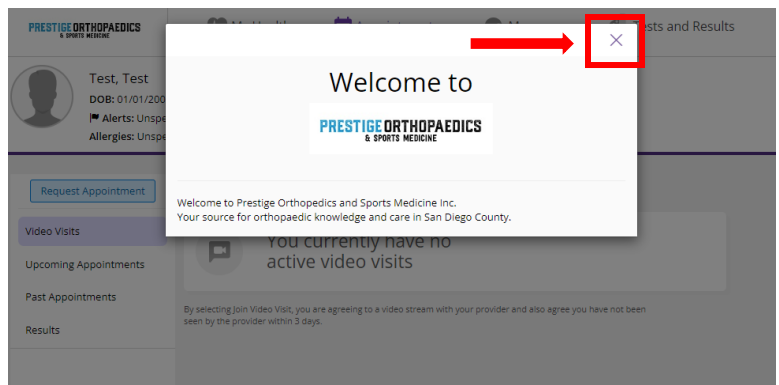 PRESTIGE ORTHOPAEDICS
& SPORTS MEDICINE
Tests and Results
Test, Test
DOB: 01/01/200
Alerts: Unspe
Allergies: Unspe
Welcome to
PRESTIGE ORTHOPAEDICS
& SPORTS MEDICINE
Welcome to Prestige Orthopedics and Sports Medicine Inc.
Your source for orthopaedic knowledge and care in San Diego County.
Request Appointment
Video Visits
Upcoming Appointments
Past Appointments
Results
You currently have no
active video visits
By selecting Join Video Visit, you are agreeing to a video stream with your provider and also agree you have not been
seen by the provider within 3 days.